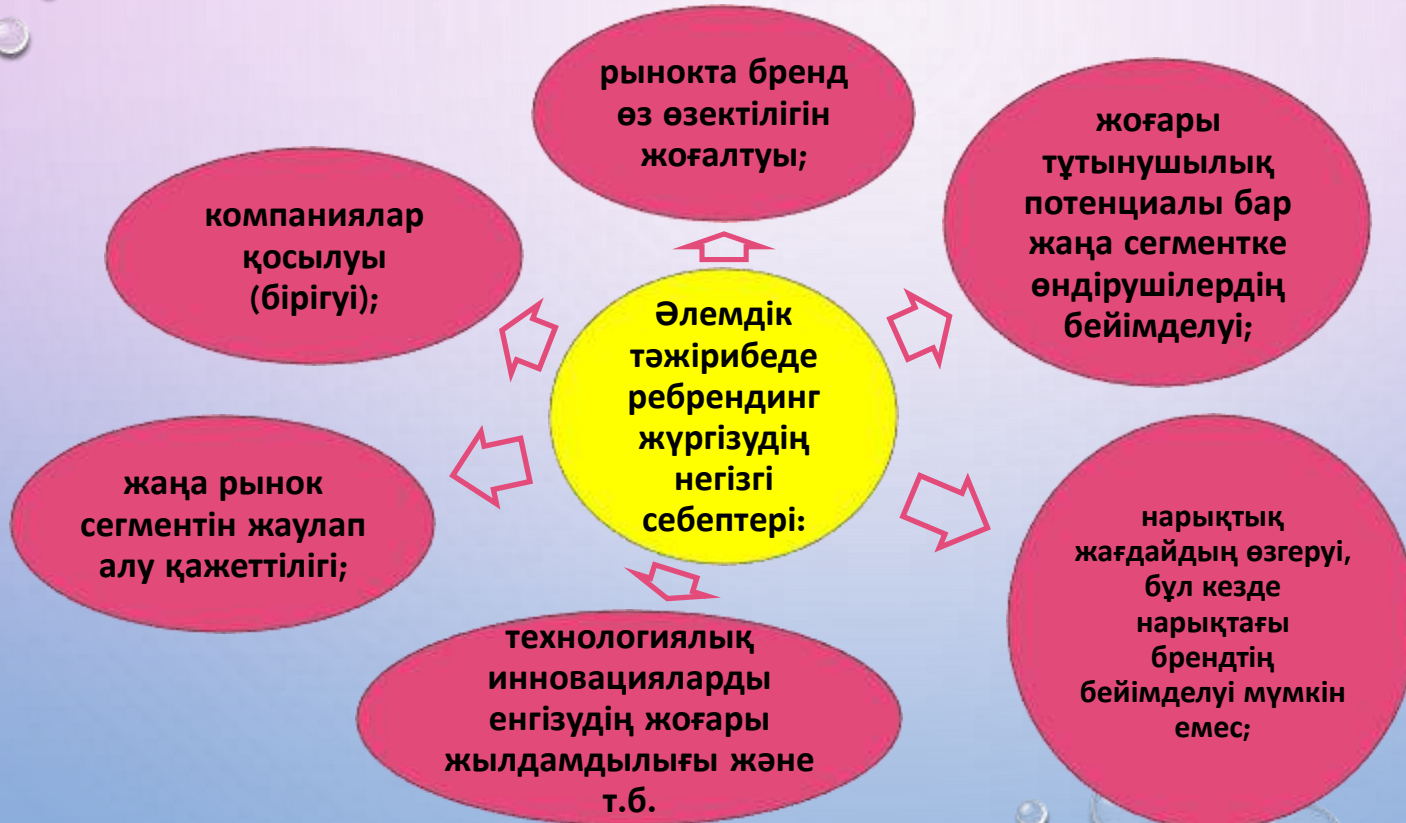 рынокта бренд
өз өзектілігін
жоғалтуы;
жоғары
тұтынушылық
потенциалы бар
жаңа сегментке
өндірушілердің
бейімделуі;
компаниялар
қосылуы
(бірігуі);
Әлемдік
тәжірибеде
ребрендинг
жүргізудің
негізгі
себептері:
жаңа рынок
сегментін жаулап
алу қажеттілігі;
нарықтық
жағдайдың өзгеруі,
бұл кезде
нарықтағы
брендтің
бейімделуі мүмкін
емес;
технологиялық
инновацияларды
енгізудің жоғары
жылдамдылығы және
т.б.